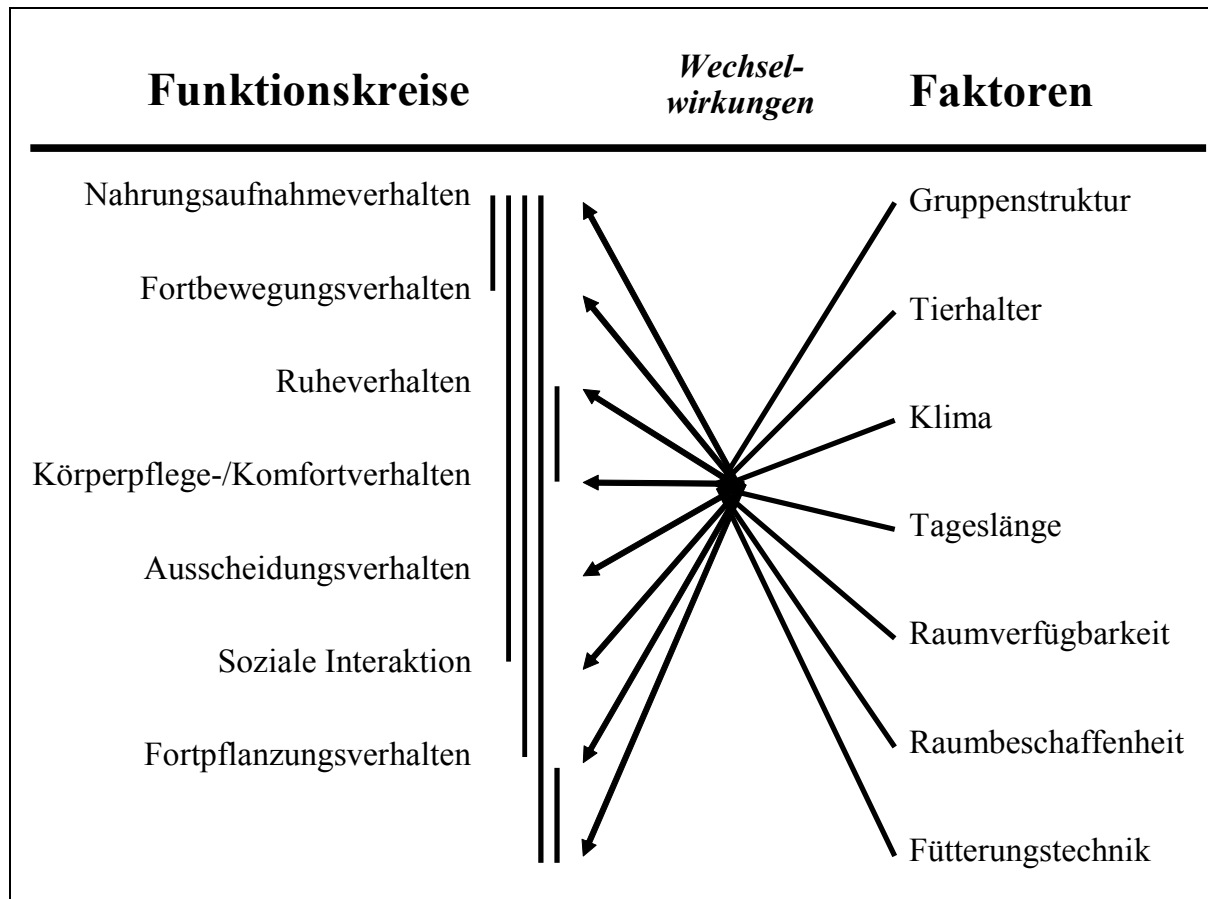 Funktionskreise
Wechsel-
wirkungen
Faktoren
Nahrungsaufnahmeverhalten
Fortbewegungsverhalten
Ruheverhalten
Körperpflege-/Komfortverhalten
Ausscheidungsverhalten
Soziale Interaktion
Fortpflanzungsverhalten
Gruppenstruktur
Tierhalter
Klima
Tageslänge
Raumverfügbarkeit
Raumbeschaffenheit
Fütterungstechnik